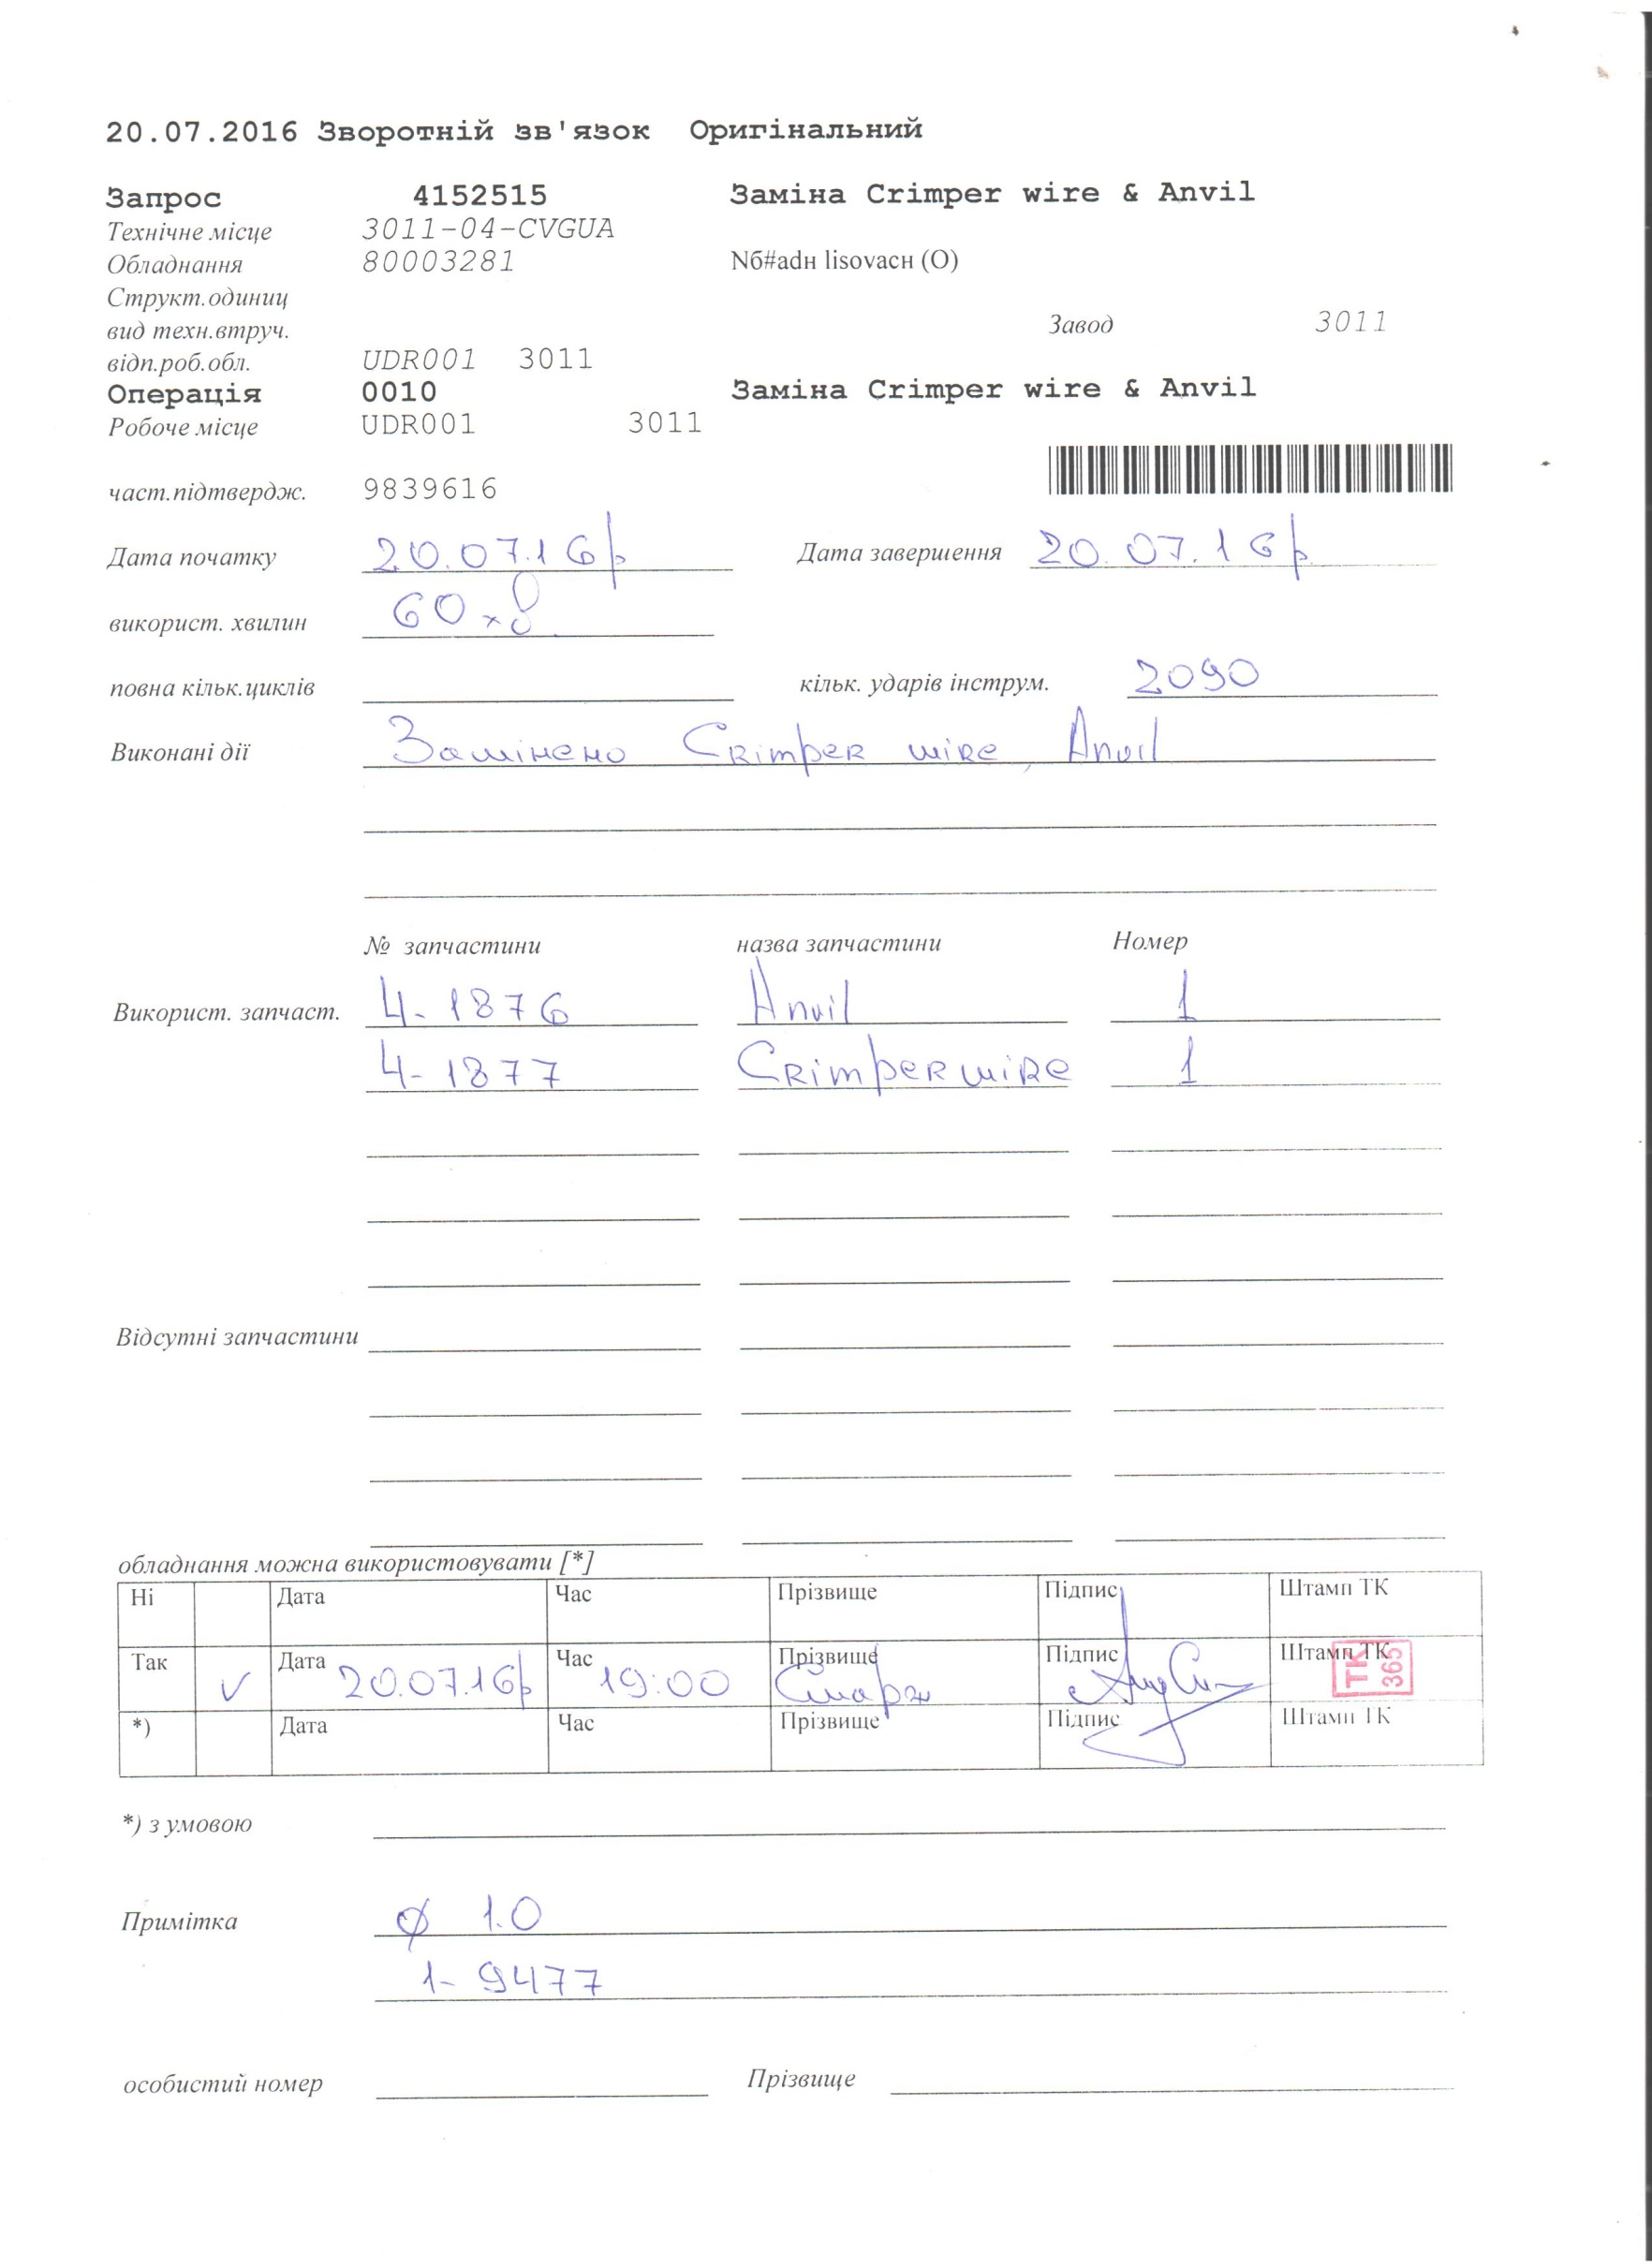 20.07.2016 Зворотній зв'язок Оригінальний
Запрос 4152515 Заміна Crimper wire & Anvil
Технічне місце 3011-04-CVGUA
Обладнання 80003281 Nб#adн lisovacн (O)
Структ.одиниц
вид техн.втруч. Завод 3011
відп.роб.обл. UDR001 3011
Операція 0010 Заміна Crimper wire & Anvil
Робоче місце UDR001 3011
част.підтвердж. 9839616
Дата початку 20.07.16р Дата завершення 20.07.16р
використ. хвилин 60хв
повна кільк.циклів кільк. ударів інструм. 2090
Виконані дії Замінено Crimper wire, Anvil
№ запчастини назва запчастини Номер
Використ. запчаст. 4-1876 Anvil 1
4-1877 Crimper wire 1
Відсутні запчастини
обладнання можна використовувати [*]
Ні Дата Час Прізвище Підпис Штамп ТК
Так ✓ Дата 20.07.16р Час 19:00 Прізвище Підпис Штамп ТК ТК 365
*) Дата Час Прізвище Підпис Штамп ТК
*) з умовою
Примітка ϕ 1.0
1-9477
особистий номер Прізвище